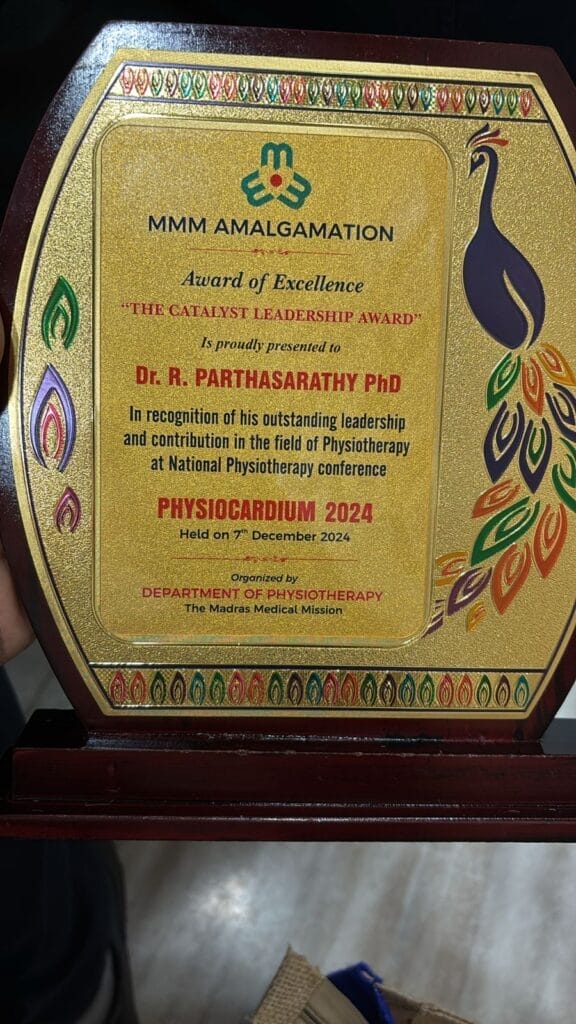 MMM AMALGAMATION
Award of Excellence
"THE CATALYST LEADERSHIP AWARD"
Is proudly presented to
Dr. R. PARTHASARATHY PhD
In recognition of his outstanding leadership
and contribution in the field of Physiotherapy
at National Physiotherapy conference
PHYSIOCARDIUM 2024
Held on 7th December 2024
Organized by
DEPARTMENT OF PHYSIOTHERAPY
The Madras Medical Mission